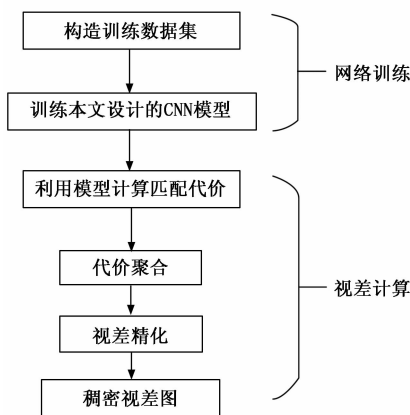 构造训练数据集
网络训练
训练本文设计的CNN模型
利用模型计算匹配代价
代价聚合
视差计算
视差精化
稠密视差图